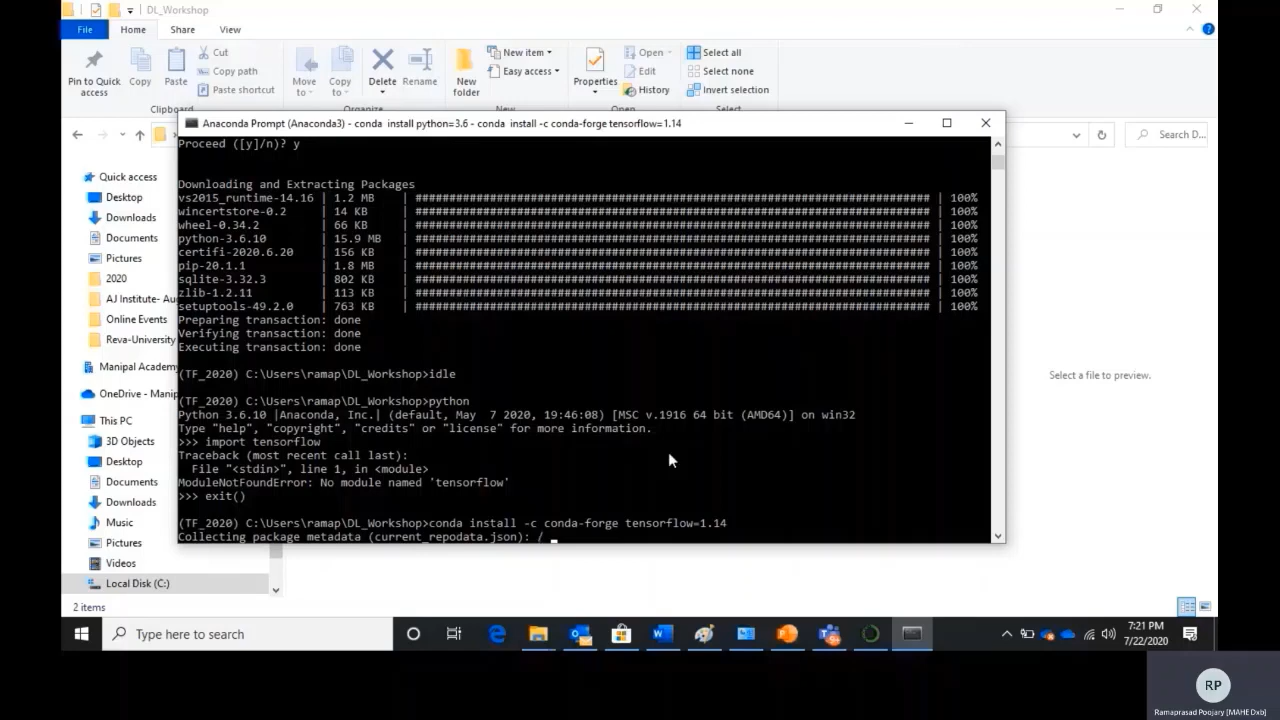 DL_Workshop
File
Home
Share
View
Pin to Quick access
Copy
Paste
Cut
Copy path
Paste shortcut
Clipboard
Move to
Copy to
Delete
Rename
Organize
New folder
New item
Easy access
New
Properties
Open
Edit
History
Open
Select all
Select none
Invert selection
Select
Search D...
Anaconda Prompt (Anaconda3) - conda install python=3.6 - conda install -c conda-forge tensorflow=1.14
Quick access
Desktop
Downloads
Documents
Pictures
2020
AJ Institute- Au
Online Events
Reva-University
Manipal Academy
OneDrive - Manip
This PC
3D Objects
Desktop
Documents
Downloads
Music
Pictures
Videos
Local Disk (C:)
2 items
Proceed ([y]/n)? y
Downloading and Extracting Packages
vs2015_runtime-14.16 | 1.2 MB | ############################################################################ | 100%
wincertstore-0.2 | 14 KB | ############################################################################ | 100%
wheel-0.34.2 | 66 KB | ############################################################################ | 100%
python-3.6.10 | 15.9 MB | ############################################################################ | 100%
certifi-2020.6.20 | 156 KB | ############################################################################ | 100%
pip-20.1.1 | 1.8 MB | ############################################################################ | 100%
sqlite-3.32.3 | 802 KB | ############################################################################ | 100%
zlib-1.2.11 | 113 KB | ############################################################################ | 100%
setuptools-49.2.0 | 763 KB | ############################################################################ | 100%
Preparing transaction: done
Verifying transaction: done
Executing transaction: done
(TF_2020) C:\Users\ramap\DL_Workshop>idle
(TF_2020) C:\Users\ramap\DL_Workshop>python
Python 3.6.10 |Anaconda, Inc.| (default, May 7 2020, 19:46:08) [MSC v.1916 64 bit (AMD64)] on win32
Type "help", "copyright", "credits" or "license" for more information.
>>> import tensorflow
Traceback (most recent call last):
File "<stdin>", line 1, in <module>
ModuleNotFoundError: No module named 'tensorflow'
>>> exit()
(TF_2020) C:\Users\ramap\DL_Workshop>conda install -c conda-forge tensorflow=1.14
Collecting package metadata (current_repodata.json): /
Select a file to preview.
Type here to search
7:21 PM
7/22/2020
RP
Ramaprasad Poojary [MAHE Dxb]